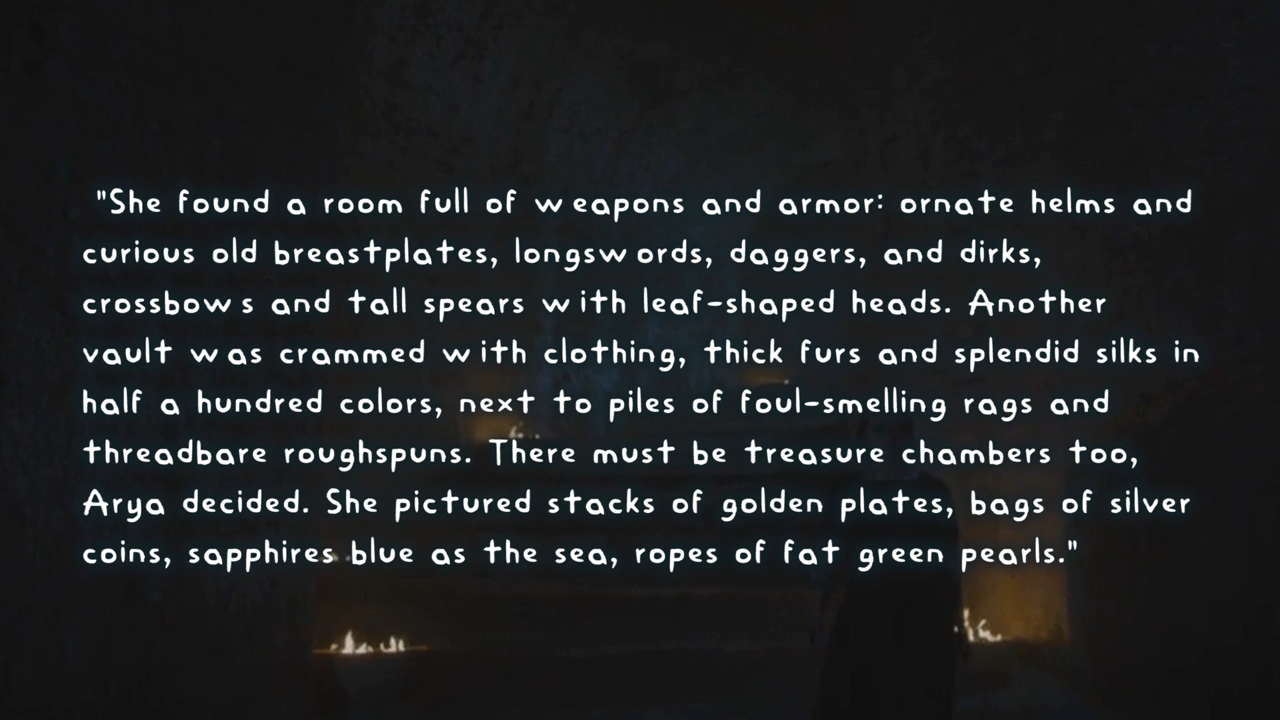 "She found a room full of weapons and armor: ornate helms and
curious old breastplates, longswords, daggers, and dirks,
crossbows and tall spears with leaf-shaped heads. Another
vault was crammed with clothing, thick furs and splendid silks in
half a hundred colors, next to piles of foul-smelling rags and
threadbare roughspuns. There must be treasure chambers too,
Arya decided. She pictured stacks of golden plates, bags of silver
coins, sapphires blue as the sea, ropes of fat green pearls."